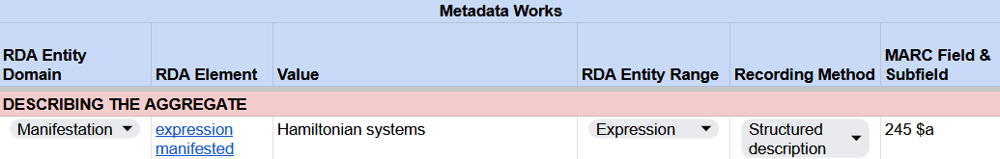 Metadata Works
RDA Entity Domain
RDA Element
Value
RDA Entity Range
Recording Method
MARC Field & Subfield
DESCRIBING THE AGGREGATE
Manifestation
expression manifested
Hamiltonian systems
Expression
Structured description
245 $a